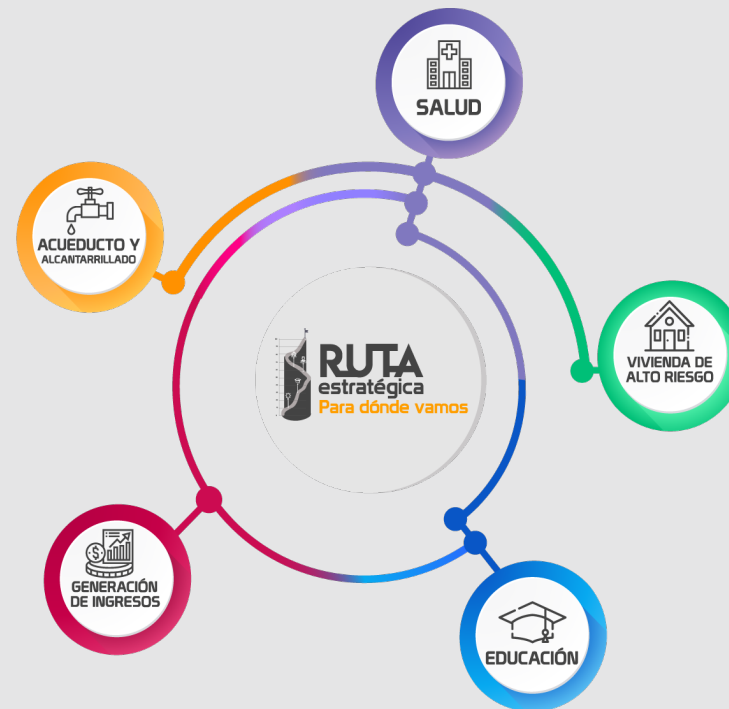 SALUD
ACUEDUCTO Y
ALCANTARRILLADO
VIVIENDA DE
ALTO RIESGO
RUTA
estratégica
Para dónde vamos
GENERACIÓN
DE INGRESOS
EDUCACIÓN